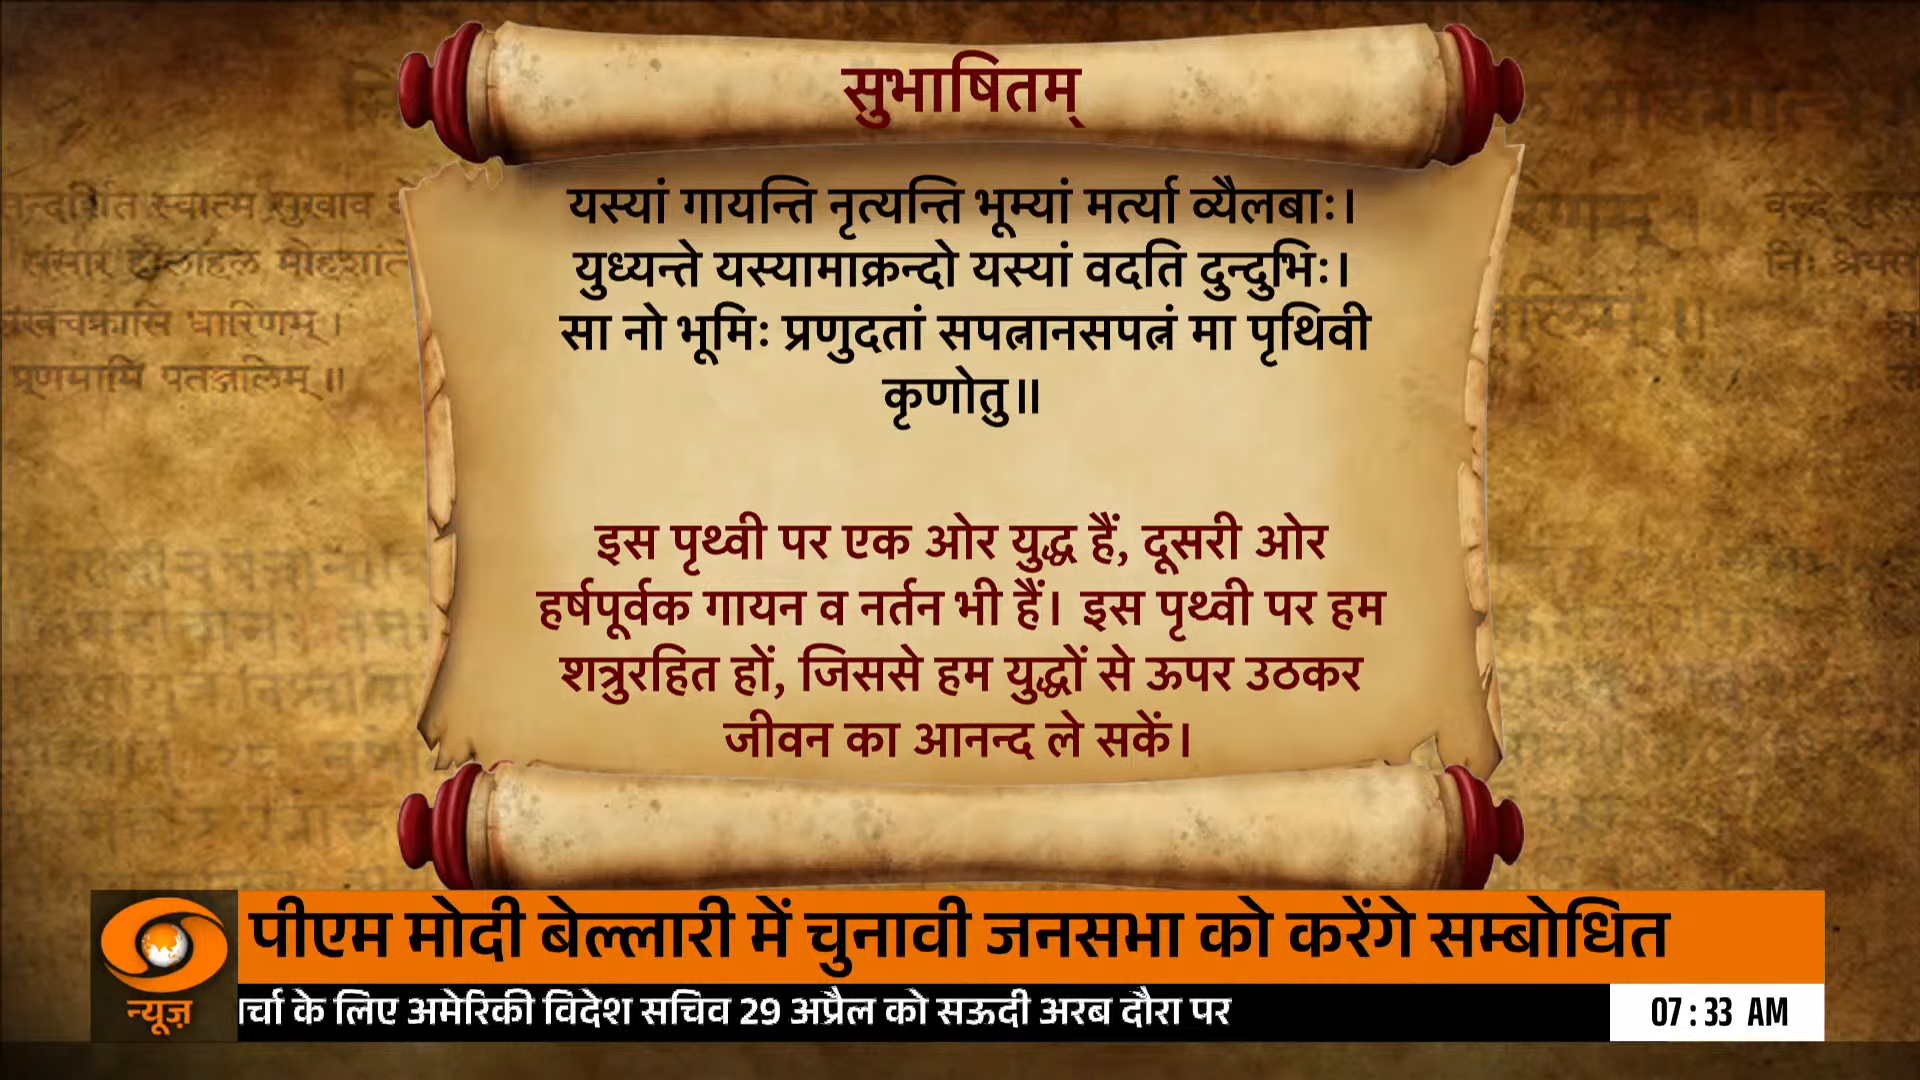 सुभाषितम्
यस्यां गायन्ति नृत्यन्ति भूम्यां मर्त्या व्यैलबाः।
युध्यन्ते यस्यामाक्रन्दो यस्यां वदति दुन्दुभिः।
सा नो भूमिः प्रणुदतां सपत्नानसपत्नं मा पृथिवी
कृणोतु॥
इस पृथ्वी पर एक ओर युद्ध हैं, दूसरी ओर
हर्षपूर्वक गायन व नर्तन भी हैं। इस पृथ्वी पर हम
शत्रुरहित हों, जिससे हम युद्धों से ऊपर उठकर
जीवन का आनन्द ले सकें।
पीएम मोदी बेल्लारी में चुनावी जनसभा को करेंगे सम्बोधित
न्यूज़
के लिए अमेरिकी विदेश सचिव 29 अप्रैल को सऊदी अरब दौरा पर
07:33 AM